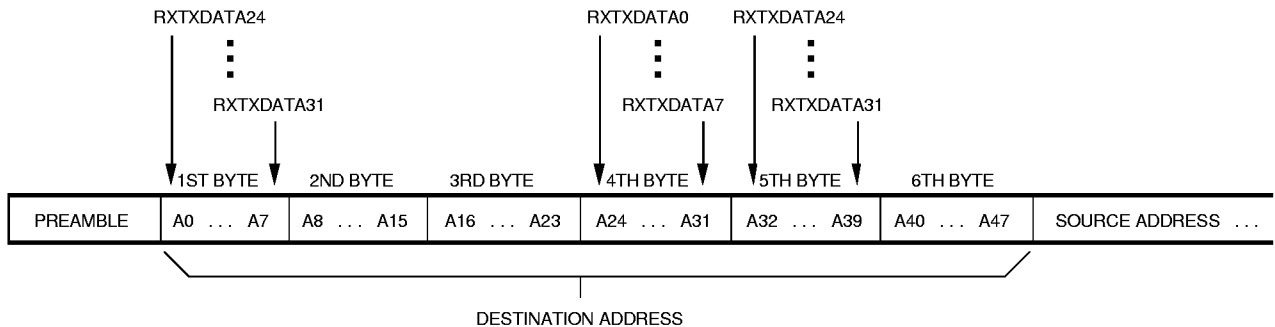 RXTXDATA24 RXTXDATA0 RXTXDATA24
RXTXDATA31 RXTXDATA7 RXTXDATA31
1ST BYTE 2ND BYTE 3RD BYTE 4TH BYTE 5TH BYTE 6TH BYTE
PREAMBLE A0 ... A7 A8 ... A15 A16 ... A23 A24 ... A31 A32 ... A39 A40 ... A47 SOURCE ADDRESS ...
DESTINATION ADDRESS